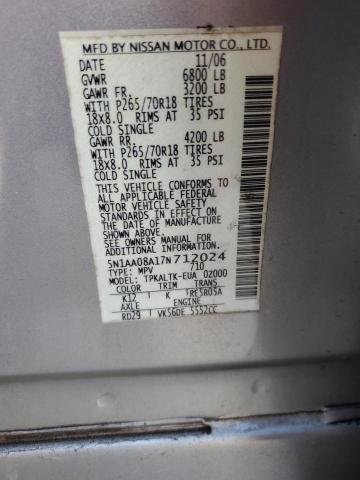 MFD BY NISSAN MOTOR CO., LTD.
DATE 11/06
GVWR 6800 LB
GAWR FR. 3200 LB
WITH P265/70R18 TIRES
18X8.0 RIMS AT 35 PSI
COLD SINGLE
GAWR RR. 4200 LB
WITH P265/70R18 TIRES
18X8.0 RIMS AT 35 PSI
COLD SINGLE
THIS VEHICLE CONFORMS TO
ALL APPLICABLE FEDERAL
MOTOR VEHICLE SAFETY
STANDARDS IN EFFECT ON
THE DATE OF MANUFACTURE
SHOWN ABOVE.
SEE OWNERS MANUAL FOR
ADDITIONAL INFORMATION.
5N1AA08A17N712024
TYPE: MPV /10
MODEL: TPKALTK-EUA 0Z000
COLOR TRIM TRANS
K12 K RE5R05A
AXLE ENGINE
RD29 VK56DE 5552CC